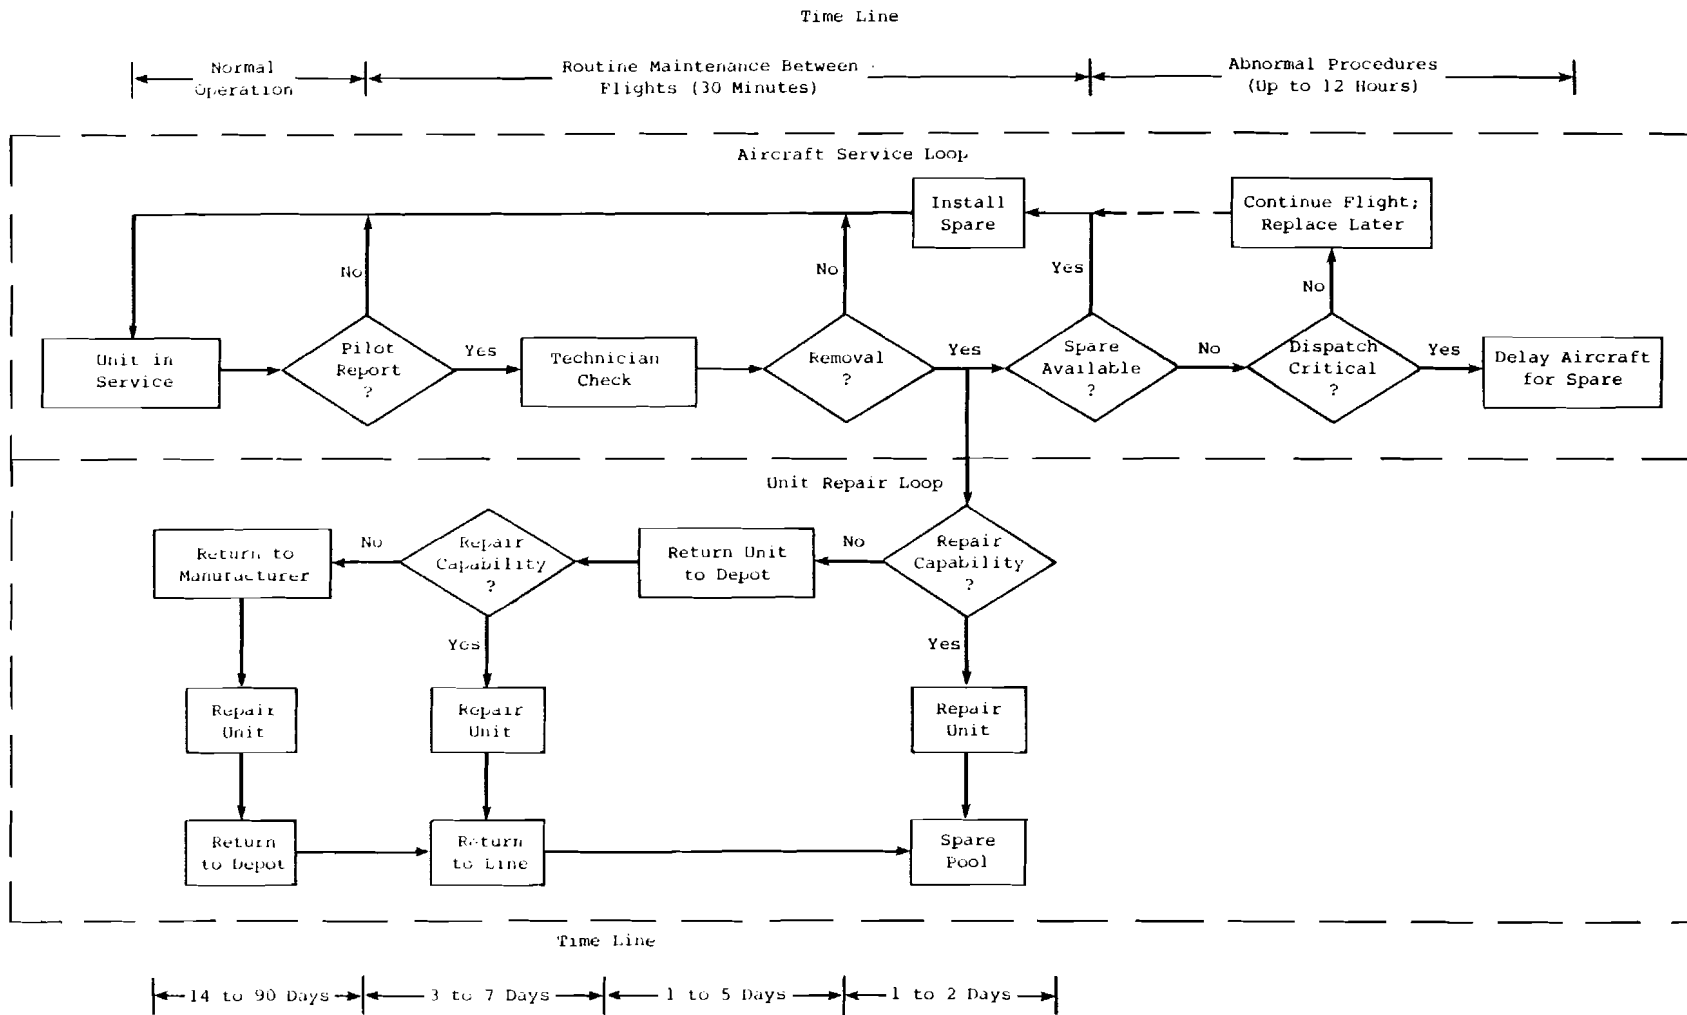 Time Line
Normal
Operation
Routine Maintenance Between
Flights (30 Minutes)
Abnormal Procedures
(Up to 12 Hours)
Aircraft Service Loop
Install
Spare
Continue Flight;
Replace Later
No
No
Yes
No
Unit in
Service
Pilot
Report
?
Yes
Technician
Check
Removal
?
Yes
Spare
Available
?
No
Dispatch
Critical
?
Yes
Delay Aircraft
for Spare
Unit Repair Loop
Return to
Manufacturer
No
Repair
Capability
?
Return Unit
to Depot
No
Repair
Capability
?
Yes
Yes
Repair
Unit
Repair
Unit
Repair
Unit
Return
to Depot
Return
to Line
Spare
Pool
Time Line
14 to 90 Days
3 to 7 Days
1 to 5 Days
1 to 2 Days